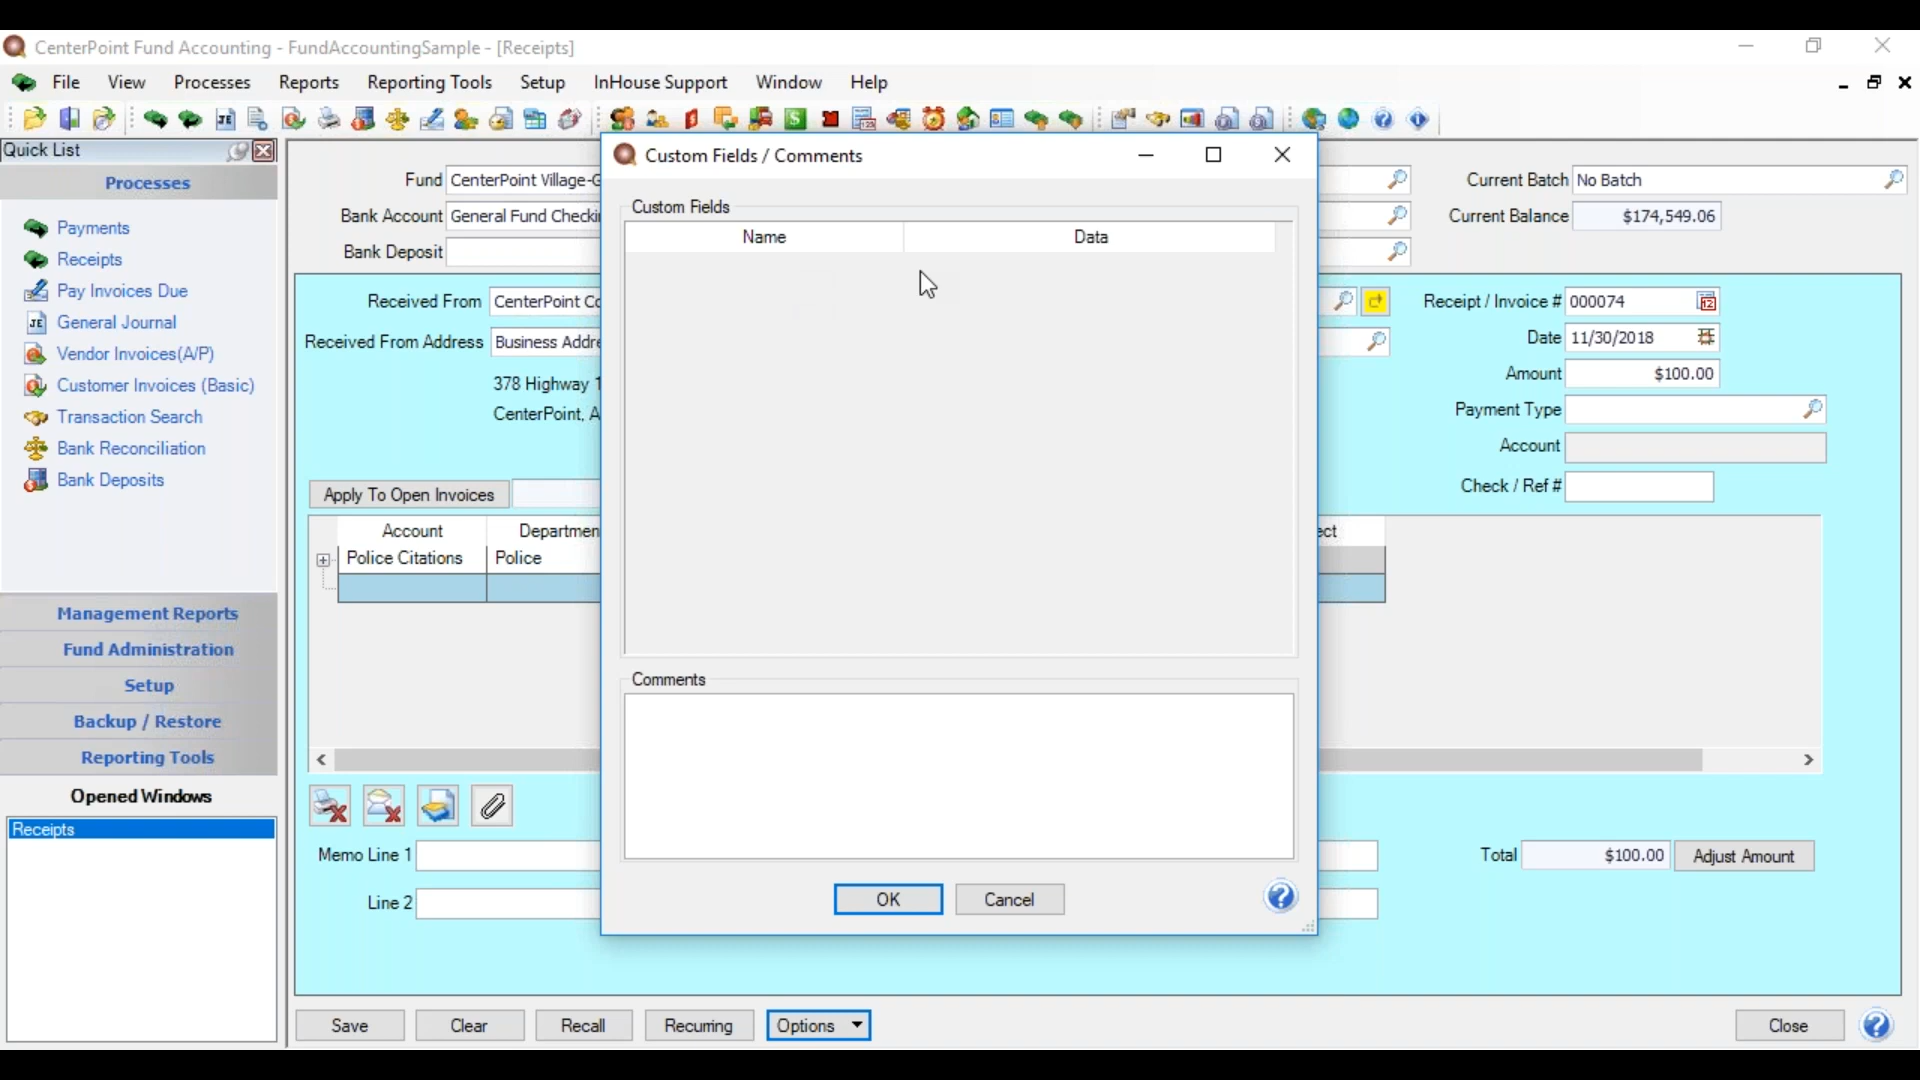 CenterPoint Fund Accounting - FundAccountingSample - [Receipts]
File View Processes Reports Reporting Tools Setup InHouse Support Window Help
Quick List
Processes
Payments
Receipts
Pay Invoices Due
General Journal
Vendor Invoices(A/P)
Customer Invoices (Basic)
Transaction Search
Bank Reconciliation
Bank Deposits
Management Reports
Fund Administration
Setup
Backup / Restore
Reporting Tools
Opened Windows
Receipts
Fund CenterPoint Village-
Bank Account General Fund
Bank Deposit
Current Batch No Batch
Current Balance $174,549.06
Received From CenterPoint
Received From Address Business
378 Highway
CenterPoint,
Receipt / Invoice # 000074
Date 11/30/2018
Amount $100.00
Payment Type
Account
Check / Ref #
Apply To Open Invoices
Account
Police Citations Police
Custom Fields / Comments
Custom Fields
Name Data
Comments
OK Cancel
Memo Line 1
Line 2
Total $100.00 Adjust Amount
Save Clear Recall Recurring Options Close